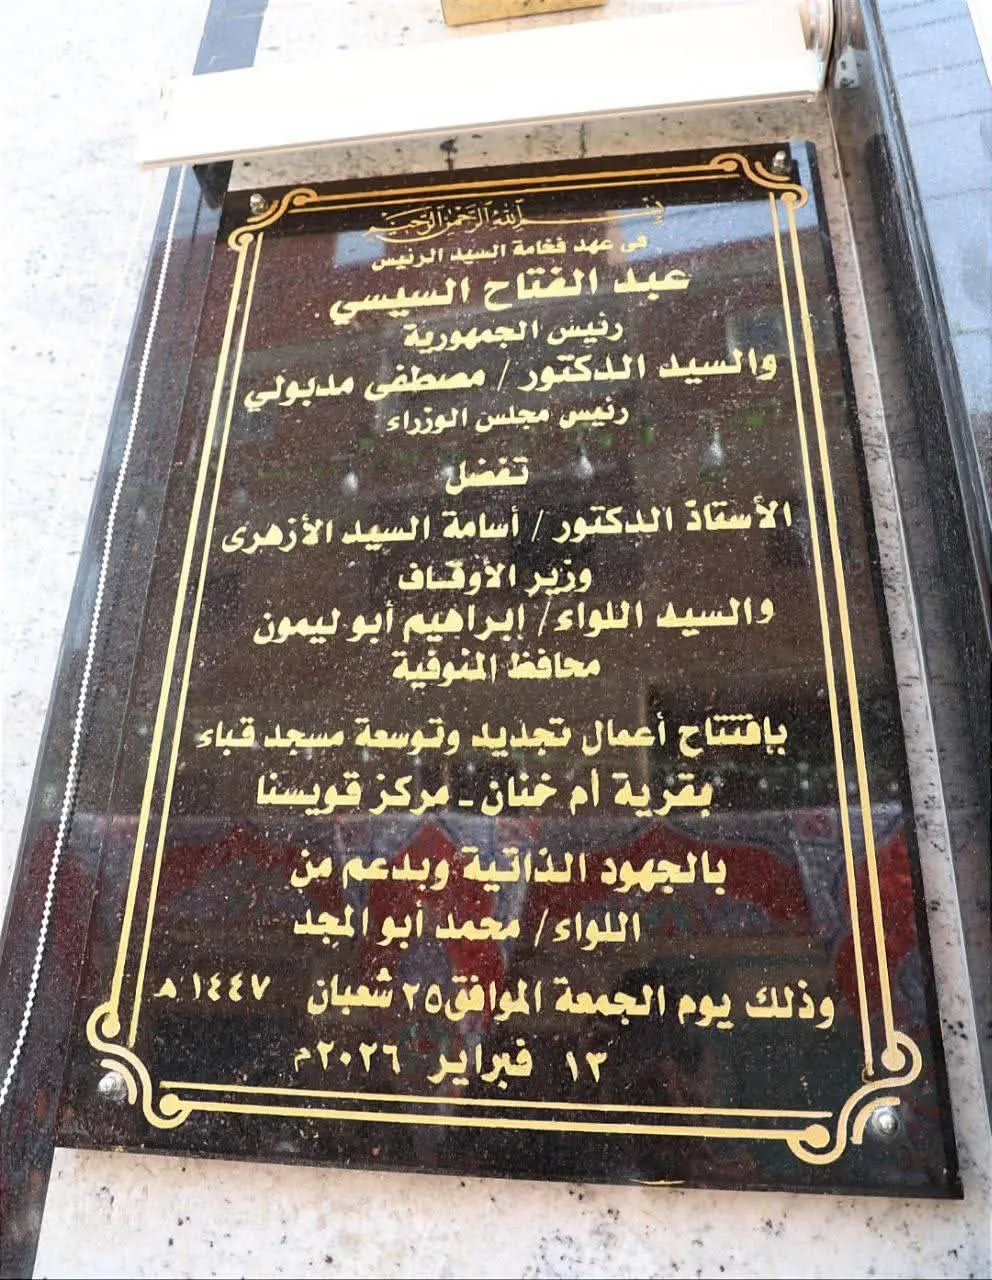 بسم الله الرحمن الرحيم
فى عهد فخامة السيد الرئيس
عبد الفتاح السيسي
رئيس الجمهورية
والسيد الدكتور / مصطفى مدبولي
رئيس مجلس الوزراء
تفضل
الأستاذ الدكتور / أسامة السيد الأزهرى
وزير الأوقاف
والسيد اللواء/ إبراهيم أبو ليمون
محافظ المنوفية
بإفتتاح أعمال تجديد وتوسعة مسجد قباء
بقرية أم خنان - مركز قويسنا
بالجهود الذاتية وبدعم من
اللواء/ محمد أبو المجد
وذلك يوم الجمعة الموافق٢٥ شعبان ١٤٤٧ هـ
١٣ فبراير ٢٠٢٦م